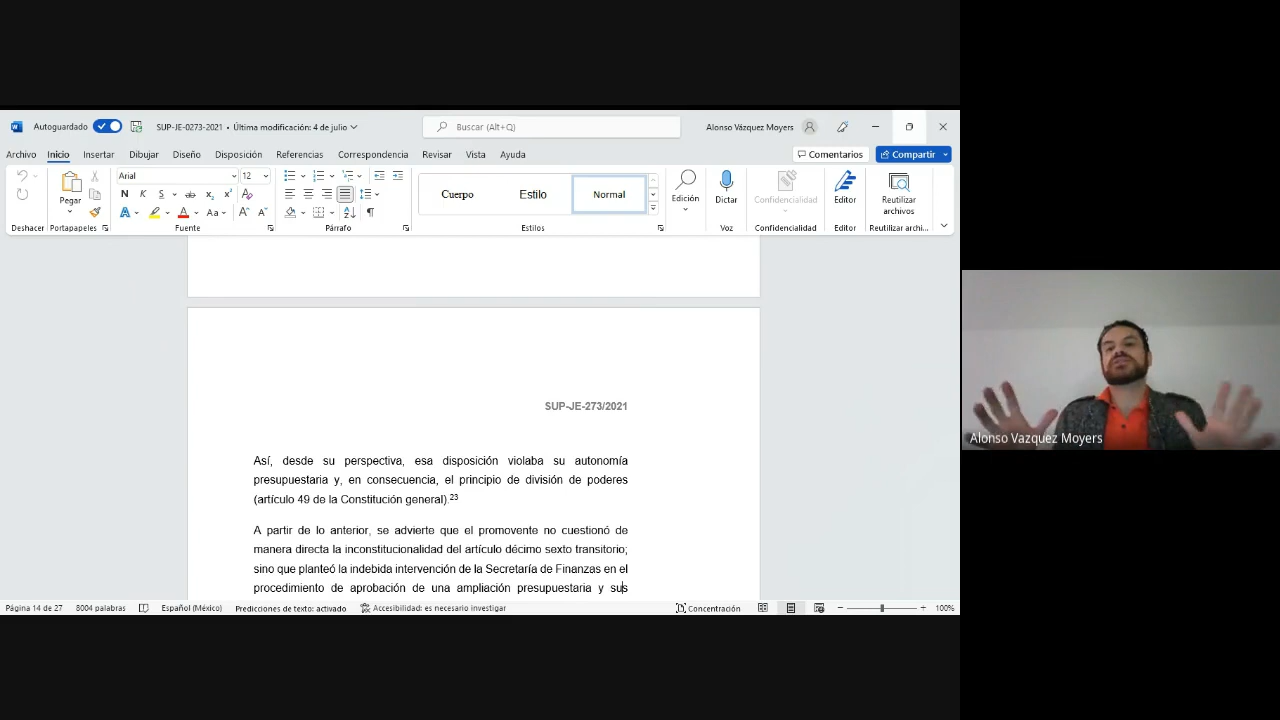 Autoguardado SUP-JE-0273-2021 • Última modificación: 4 de julio Buscar (Alt+Q) Alonso Vázquez Moyers
Archivo Inicio Insertar Dibujar Diseño Disposición Referencias Correspondencia Revisar Vista Ayuda Comentarios Compartir
Arial 12
Pegar
N K S ab x₂ x²
A A Aa A A
Cuerpo Estilo Normal
Edición Dictar Confidencialidad Editor Reutilizar archivos
Deshacer Portapapeles Fuente Párrafo Estilos Voz Confidencialidad Editor Reutilizar archi...
SUP-JE-273/2021
Así, desde su perspectiva, esa disposición violaba su autonomía
presupuestaria y, en consecuencia, el principio de división de poderes
(artículo 49 de la Constitución general).23
A partir de lo anterior, se advierte que el promovente no cuestionó de
manera directa la inconstitucionalidad del artículo décimo sexto transitorio;
sino que planteó la indebida intervención de la Secretaría de Finanzas en el
procedimiento de aprobación de una ampliación presupuestaria y sus
Página 14 de 27 8004 palabras Español (México) Predicciones de texto: activado Accesibilidad: es necesario investigar Concentración 100%
Alonso Vazquez Moyers